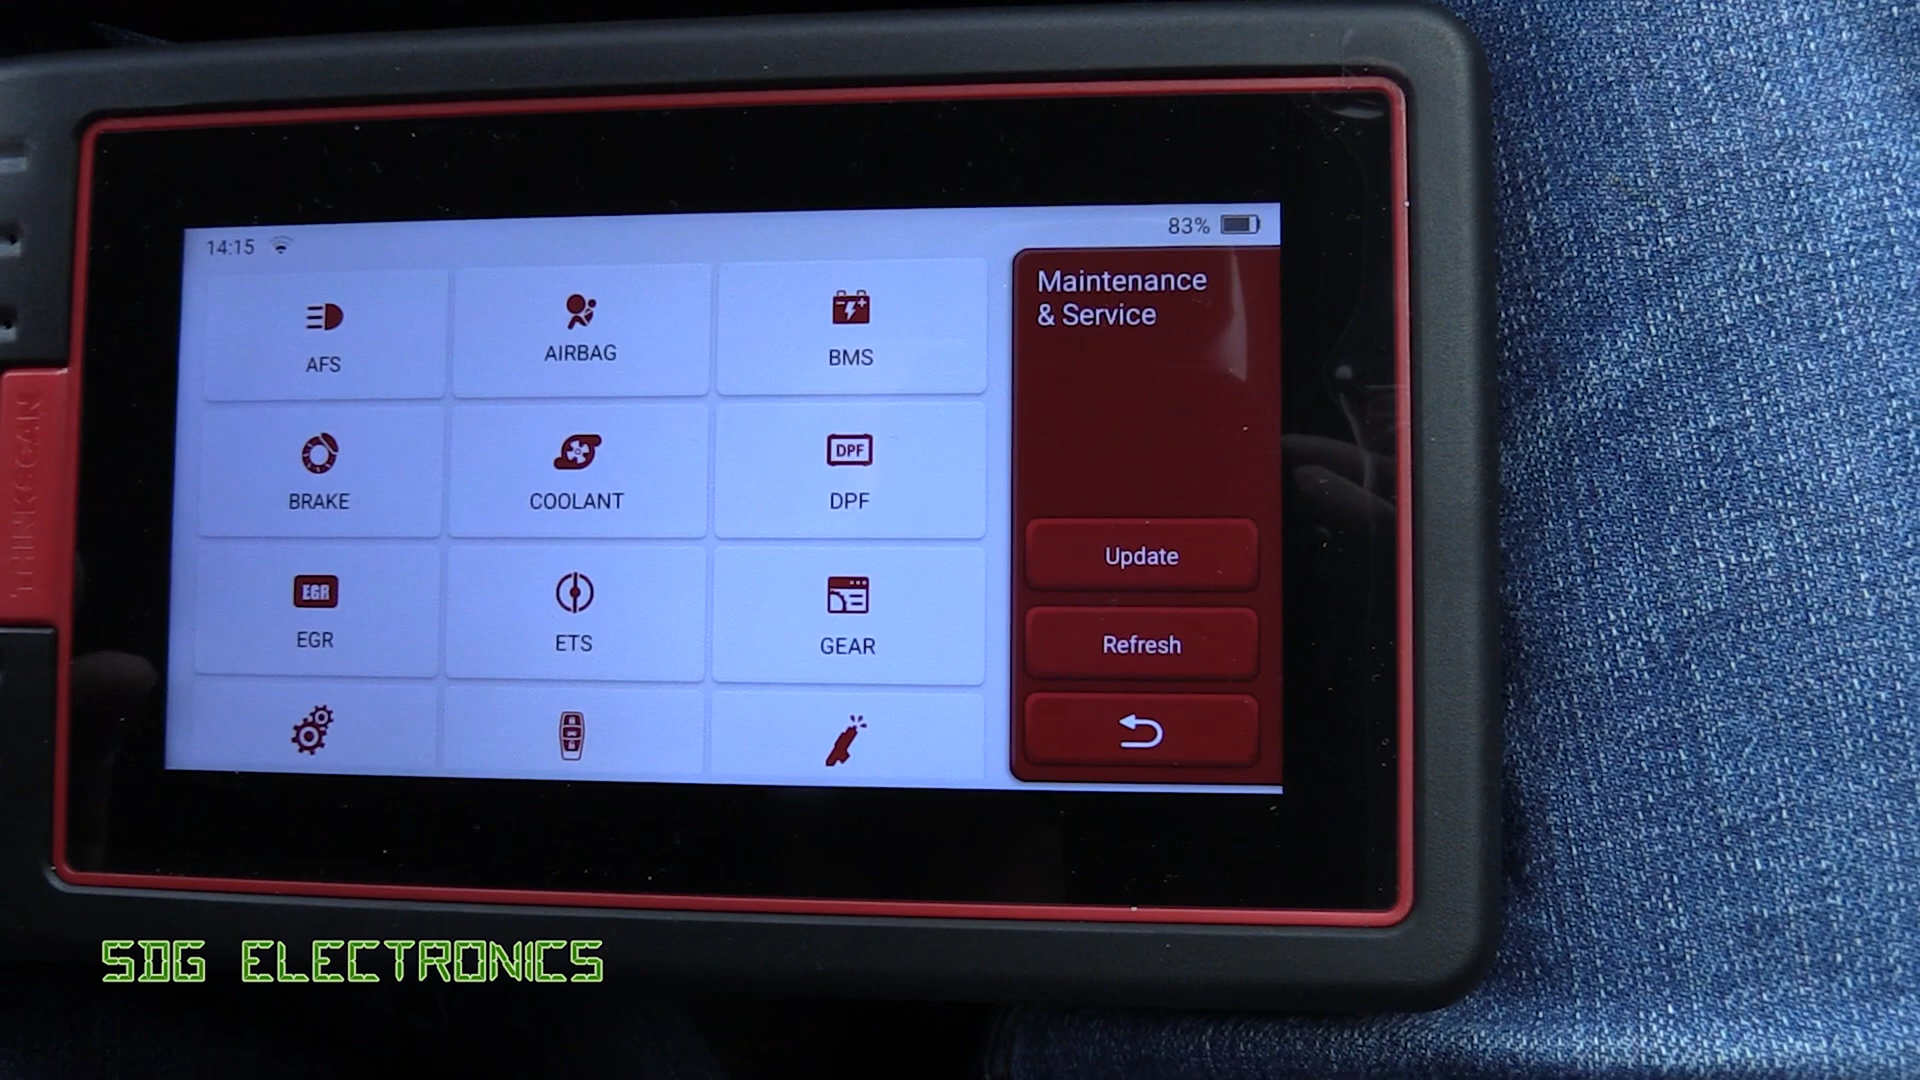 14:15
83%
AFS
AIRBAG
BMS
Maintenance
& Service
BRAKE
COOLANT
DPF
DPF
EGR
EGR
ETS
GEAR
Update
Refresh
THINKSCAN
SDG ELECTRONICS